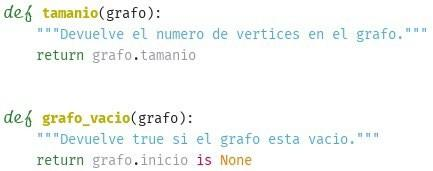 def tamanio(grafo):
"""Devuelve el numero de vertices en el grafo."""
return grafo.tamanio
def grafo_vacio(grafo):
"""Devuelve true si el grafo esta vacio."""
return grafo.inicio is None